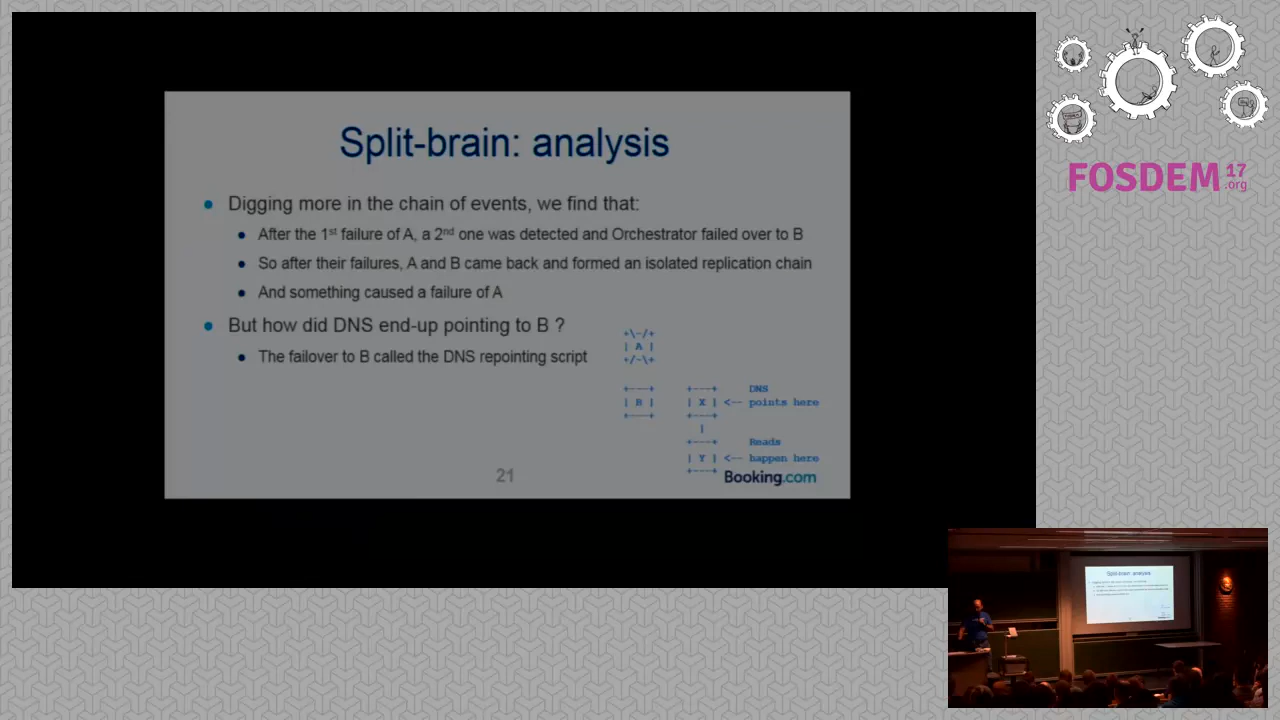 Split-brain: analysis
Digging more in the chain of events, we find that:
After the 1st failure of A, a 2nd one was detected and Orchestrator failed over to B
So after their failures, A and B came back and formed an isolated replication chain
And something caused a failure of A
But how did DNS end-up pointing to B ?
The failover to B called the DNS repointing script
+\-/+
| A |
+/-\+
+---+ +---+ DNS
| B | | X | <-- points here
+---+ +---+
|
+---+ Reads
| Y | <-- happen here
+---+
21
Booking.com
FOSDEM 17 .org
Split-brain: analysis